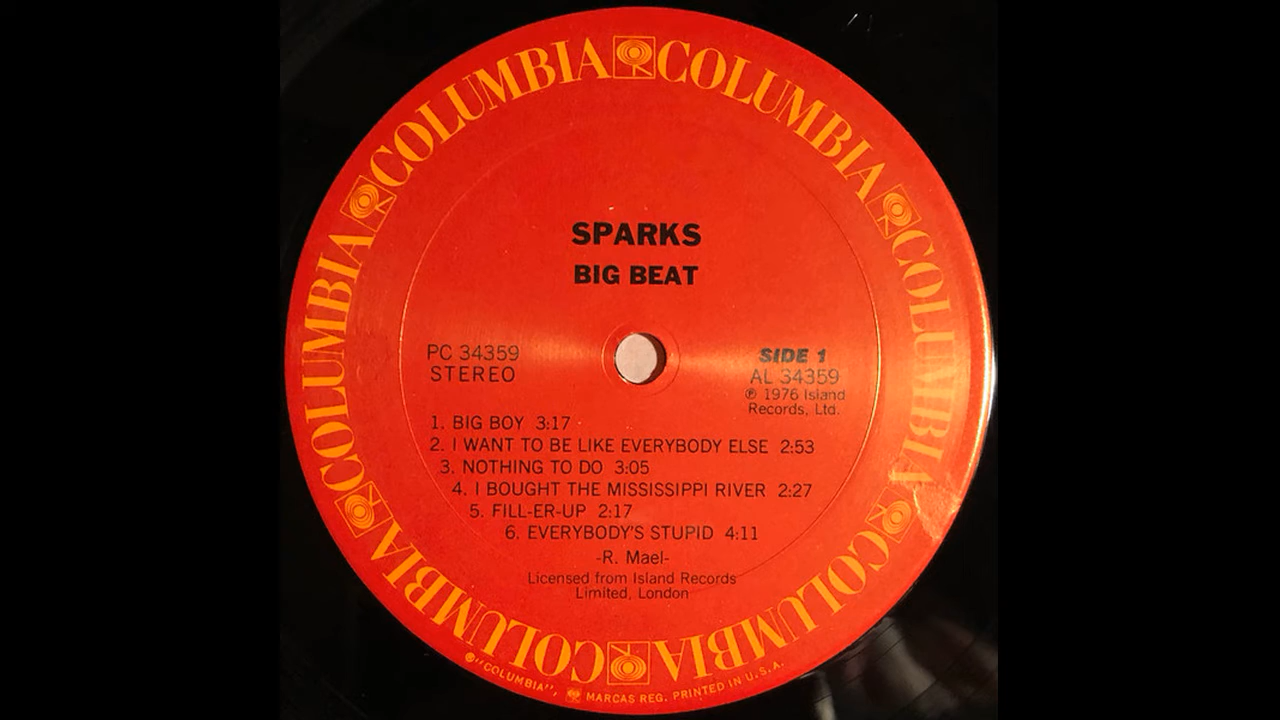 COLUMBIA COLUMBIA COLUMBIA COLUMBIA COLUMBIA COLUMBIA COLUMBIA COLUMBIA
SPARKS
BIG BEAT
PC 34359
STEREO
SIDE 1
AL 34359
℗ 1976 Island
Records, Ltd.
1. BIG BOY 3:17
2. I WANT TO BE LIKE EVERYBODY ELSE 2:53
3. NOTHING TO DO 3:05
4. I BOUGHT THE MISSISSIPPI RIVER 2:27
5. FILL-ER-UP 2:17
6. EVERYBODY'S STUPID 4:11
-R. Mael-
Licensed from Island Records
Limited, London
®"COLUMBIA", MARCAS REG. PRINTED IN U.S.A.